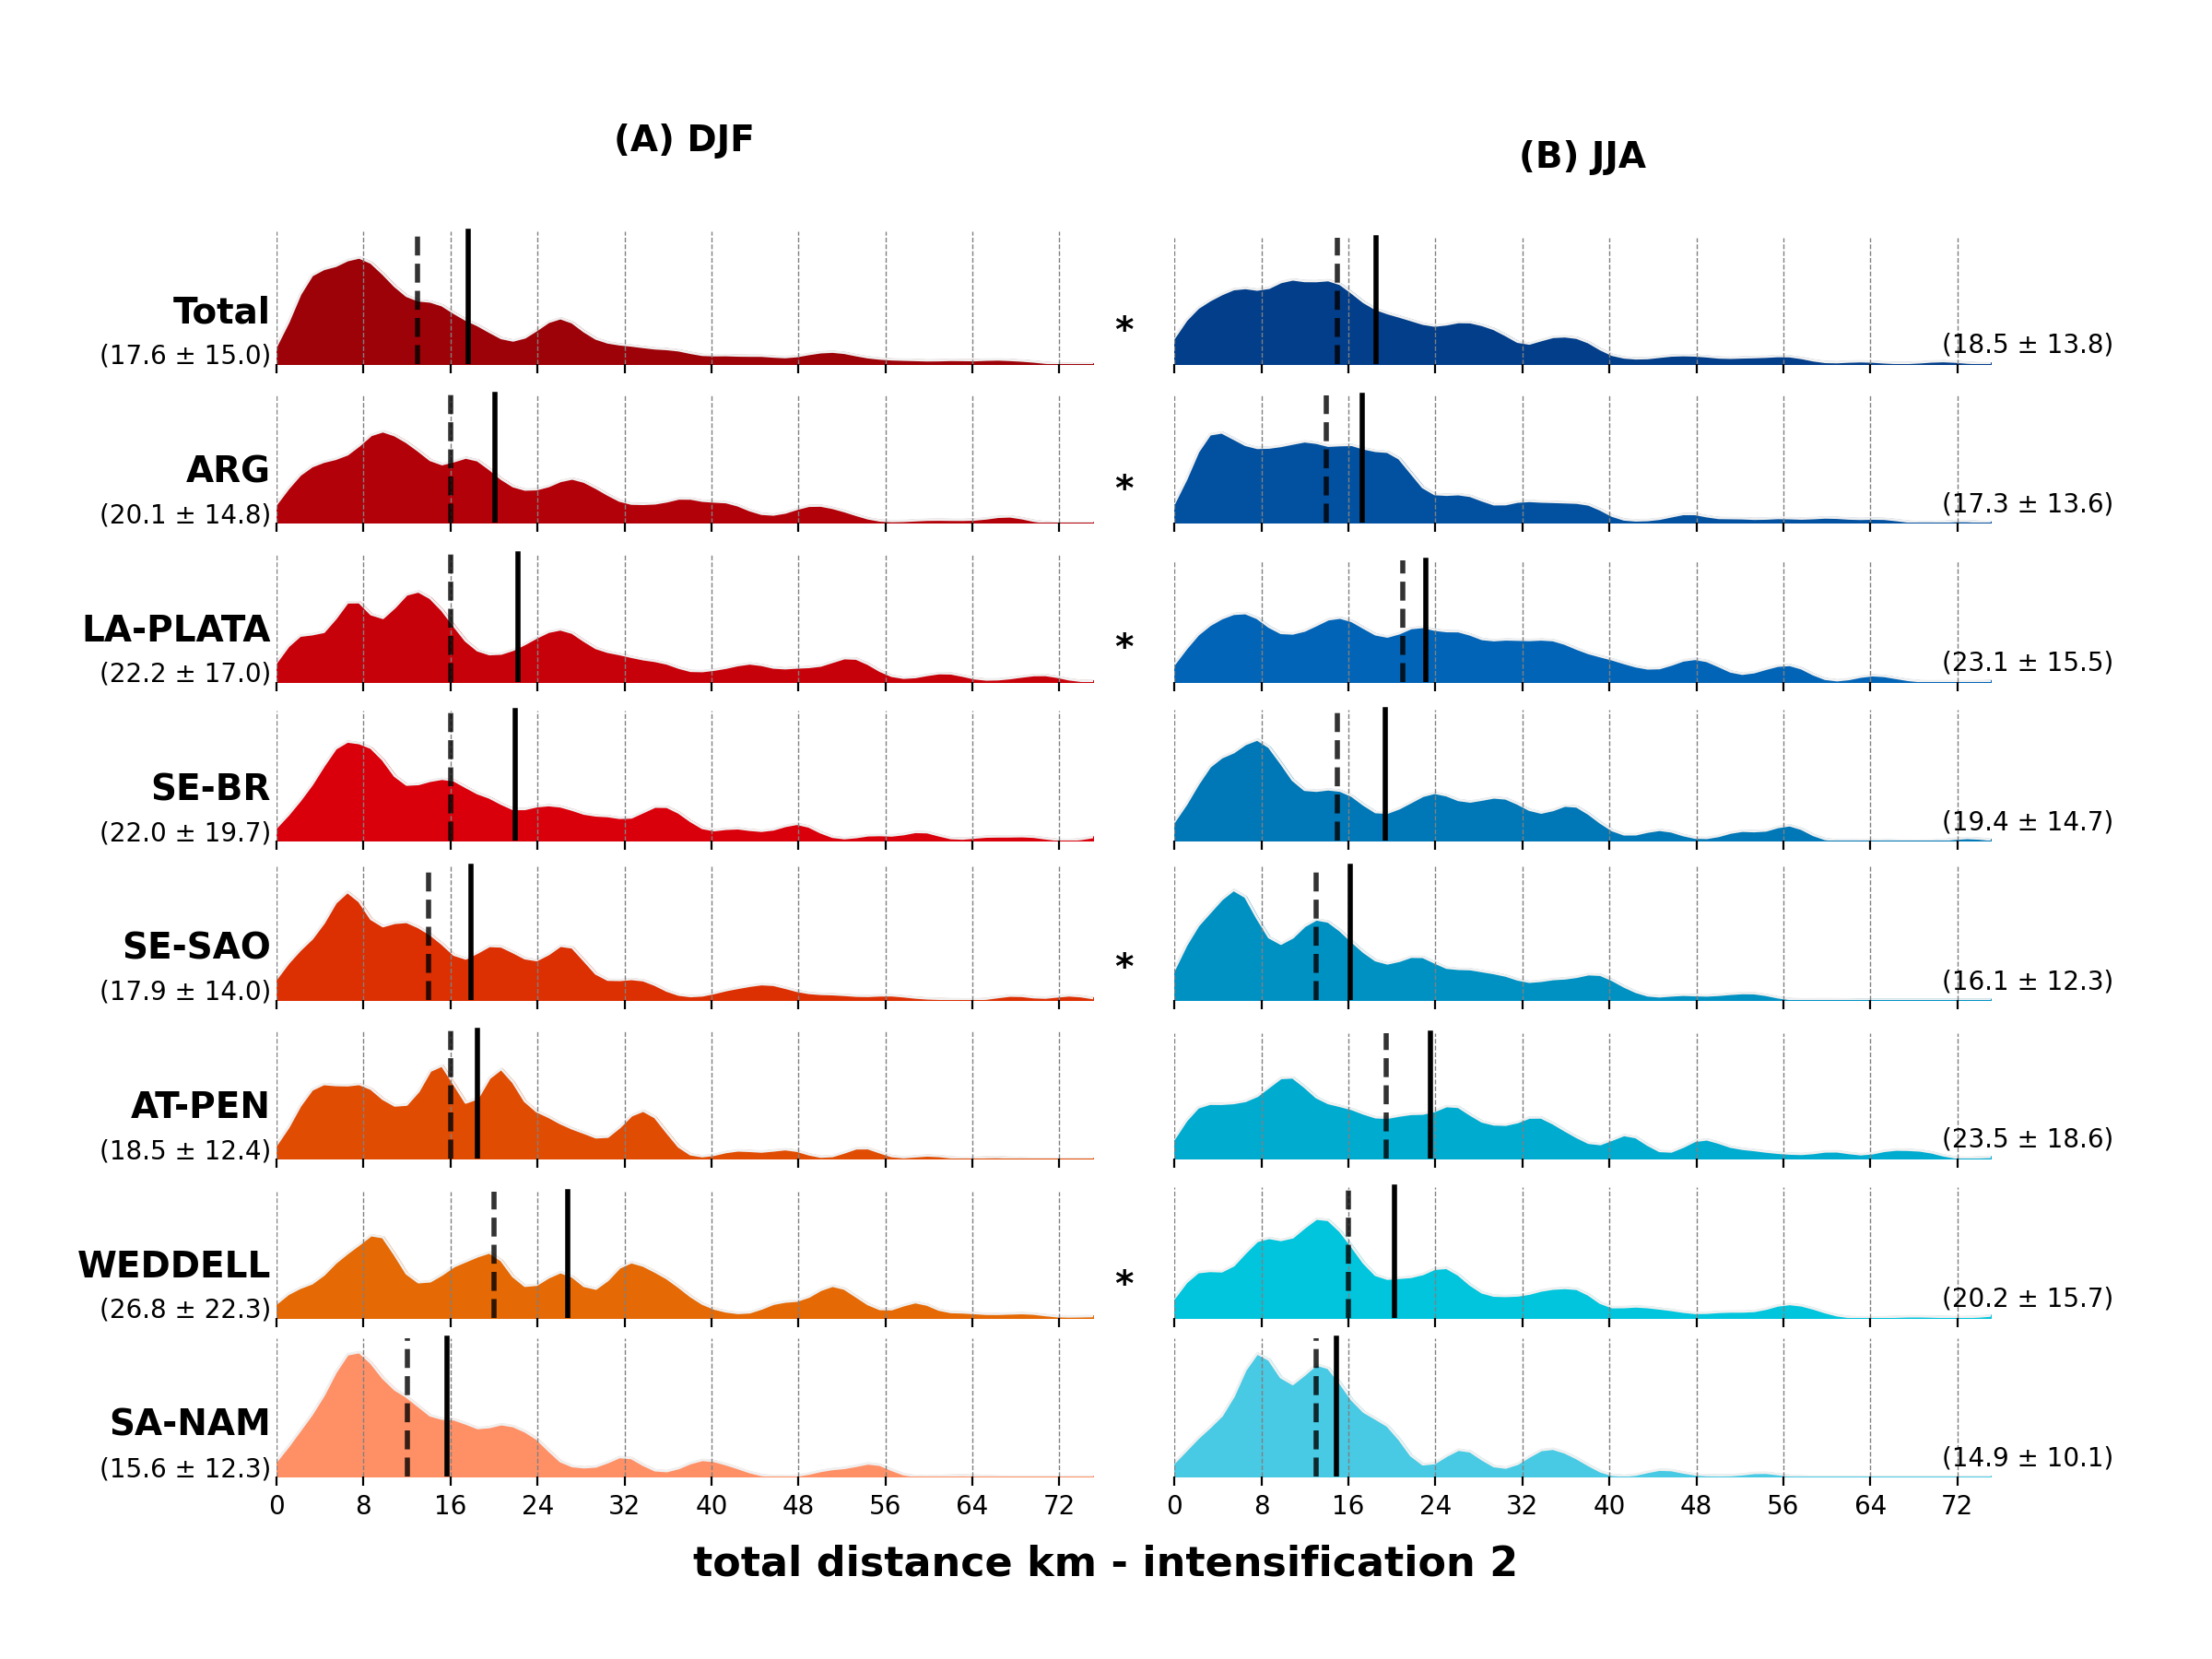 (A) DJF
(B) JJA
Total
(17.6 ± 15.0)
*
(18.5 ± 13.8)
ARG
(20.1 ± 14.8)
*
(17.3 ± 13.6)
LA-PLATA
(22.2 ± 17.0)
*
(23.1 ± 15.5)
SE-BR
(22.0 ± 19.7)
(19.4 ± 14.7)
SE-SAO
(17.9 ± 14.0)
*
(16.1 ± 12.3)
AT-PEN
(18.5 ± 12.4)
(23.5 ± 18.6)
WEDDELL
(26.8 ± 22.3)
*
(20.2 ± 15.7)
SA-NAM
(15.6 ± 12.3)
(14.9 ± 10.1)
0 8 16 24 32 40 48 56 64 72
0 8 16 24 32 40 48 56 64 72
total distance km - intensification 2